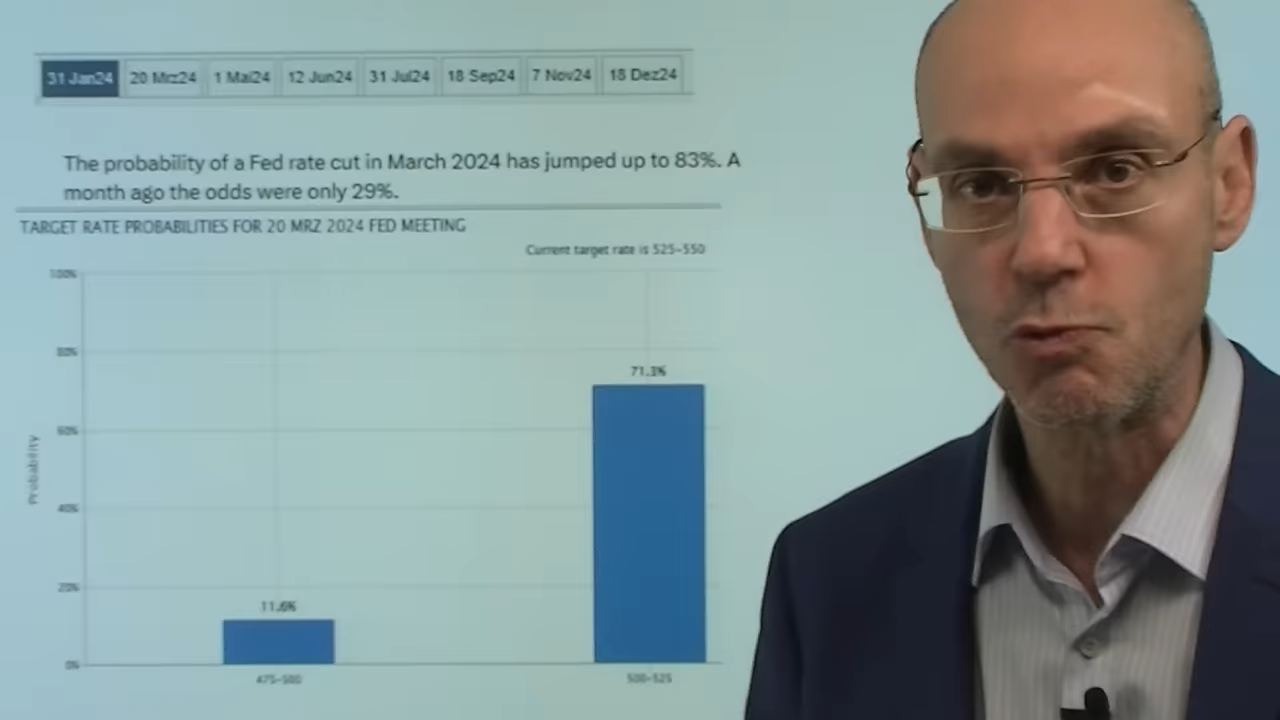 31 Jan24 20 Mrz24 1 Mai24 12 Jun24 31 Jul24 18 Sep24 7 Nov24 18 Dez24
The probability of a Fed rate cut in March 2024 has jumped up to 83%. A
month ago the odds were only 29%.
TARGET RATE PROBABILITIES FOR 20 MRZ 2024 FED MEETING
Current target rate is 525-550
100%
80%
71.3%
60%
Probability
40%
20%
11.6%
0%
475-500 500-525